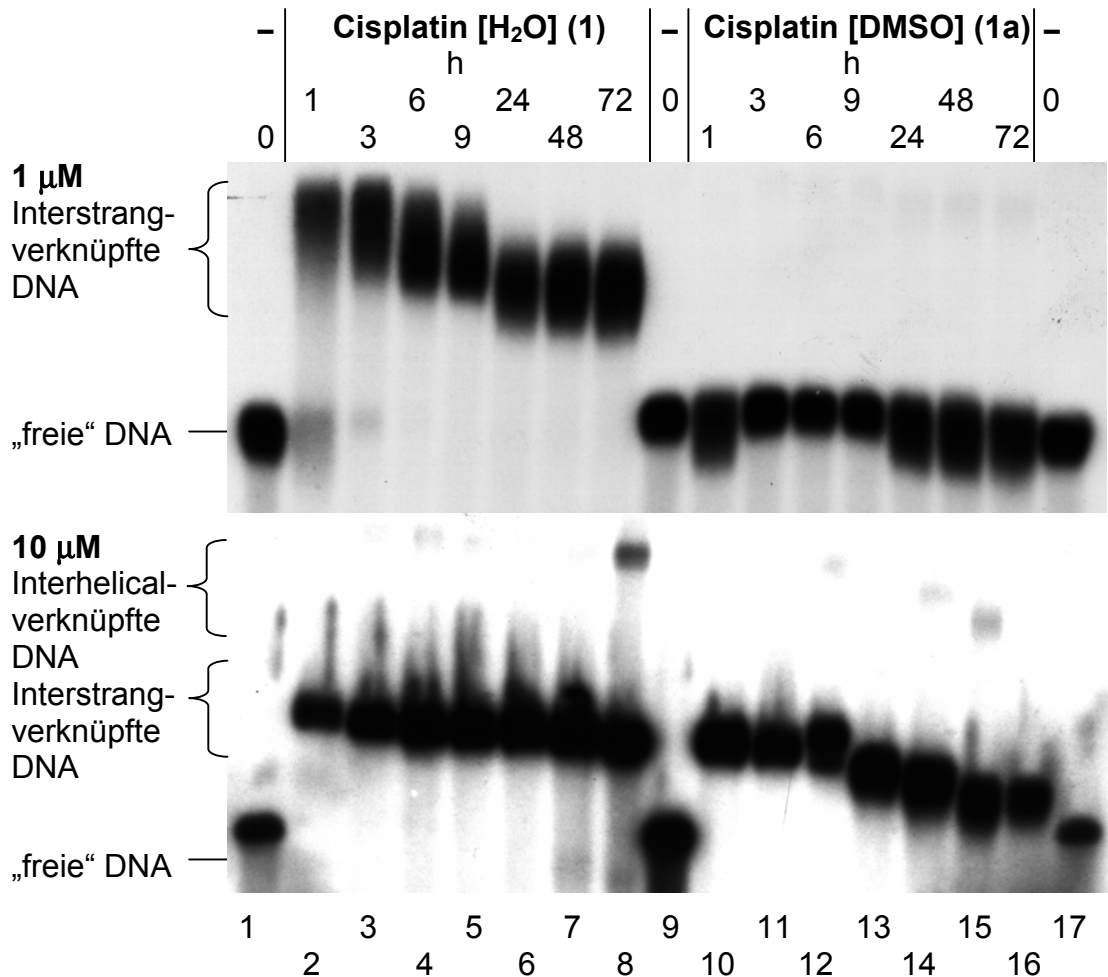 – Cisplatin [H₂O] (1) – Cisplatin [DMSO] (1a) –
h h
1 6 24 72 0 3 9 48 0
0 3 9 48 1 6 24 72
1 μM
Interstrang-
verknüpfte
DNA
„freie“ DNA
10 μM
Interhelical-
verknüpfte
DNA
Interstrang-
verknüpfte
DNA
„freie“ DNA
1 3 5 7 9 11 13 15 17
2 4 6 8 10 12 14 16